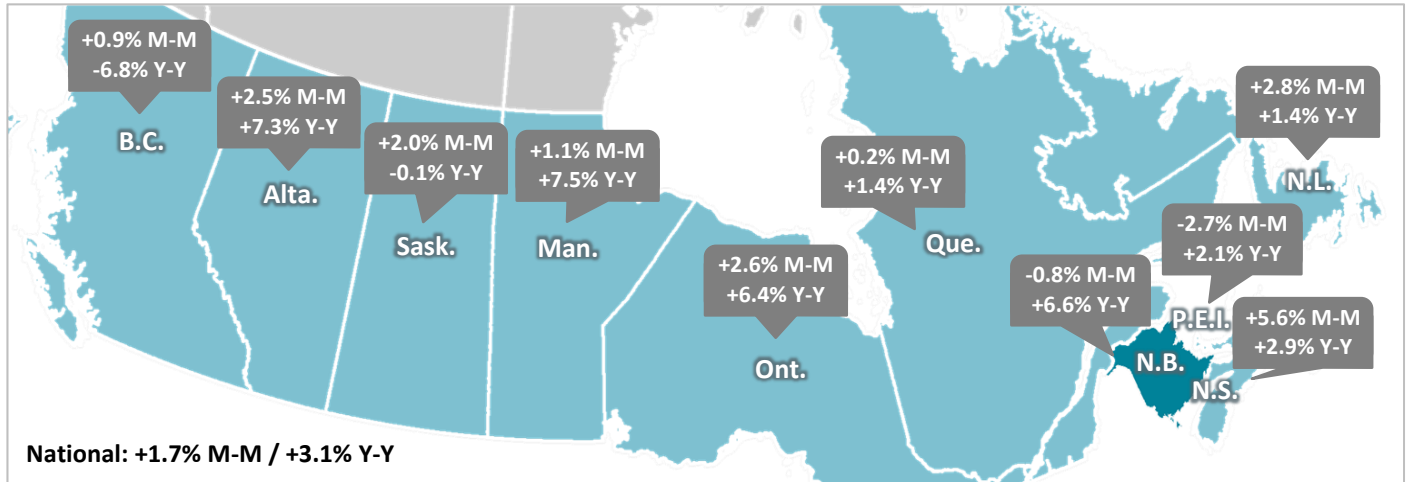 +0.9% M-M
-6.8% Y-Y
B.C.
+2.5% M-M
+7.3% Y-Y
Alta.
+2.0% M-M
-0.1% Y-Y
Sask.
+1.1% M-M
+7.5% Y-Y
Man.
+2.6% M-M
+6.4% Y-Y
Ont.
+0.2% M-M
+1.4% Y-Y
Que.
+2.8% M-M
+1.4% Y-Y
N.L.
-2.7% M-M
+2.1% Y-Y
P.E.I.
-0.8% M-M
+6.6% Y-Y
N.B.
+5.6% M-M
+2.9% Y-Y
N.S.
National: +1.7% M-M / +3.1% Y-Y